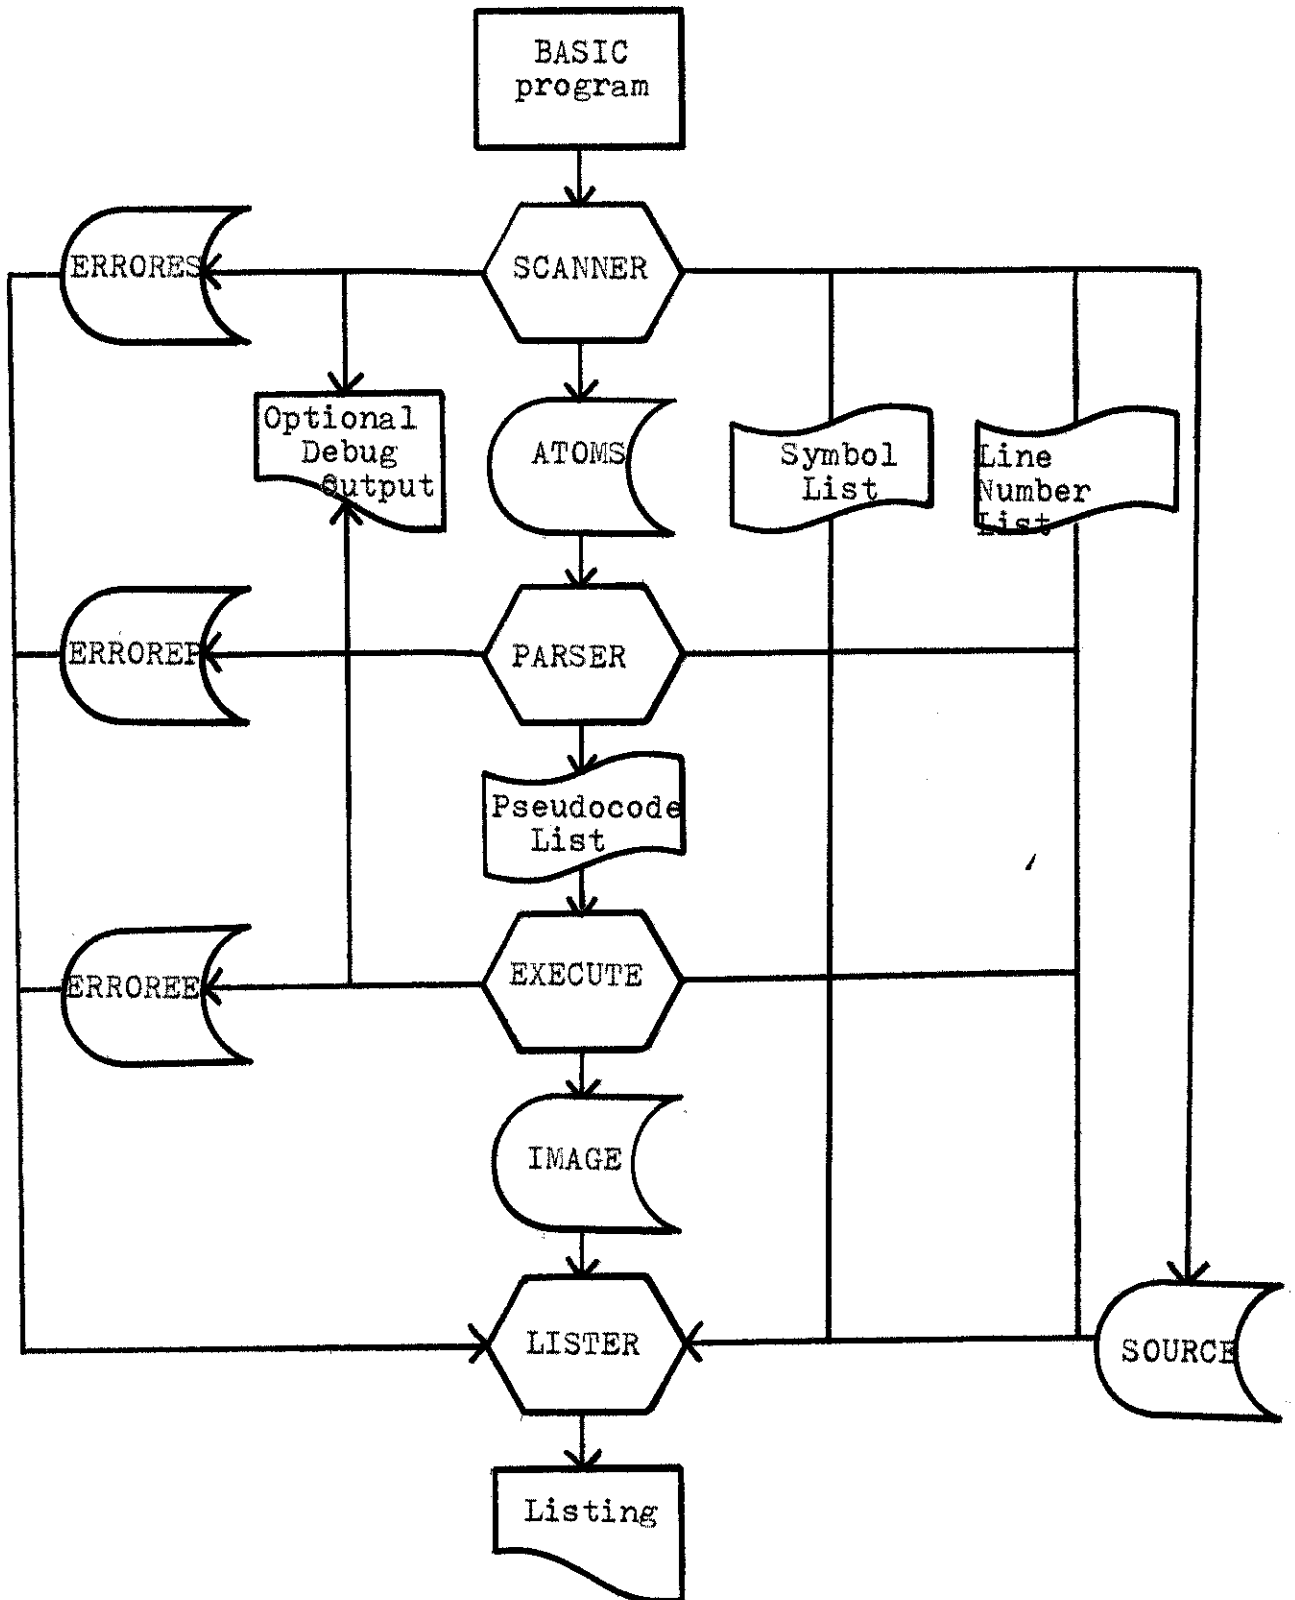 BASIC
program
ERRORES
SCANNER
Optional
Debug
Output
ATOMS
Symbol
List
Line
Number
List
ERROREP
PARSER
Pseudocode
List
ERROREE
EXECUTE
IMAGE
LISTER
SOURCE
Listing